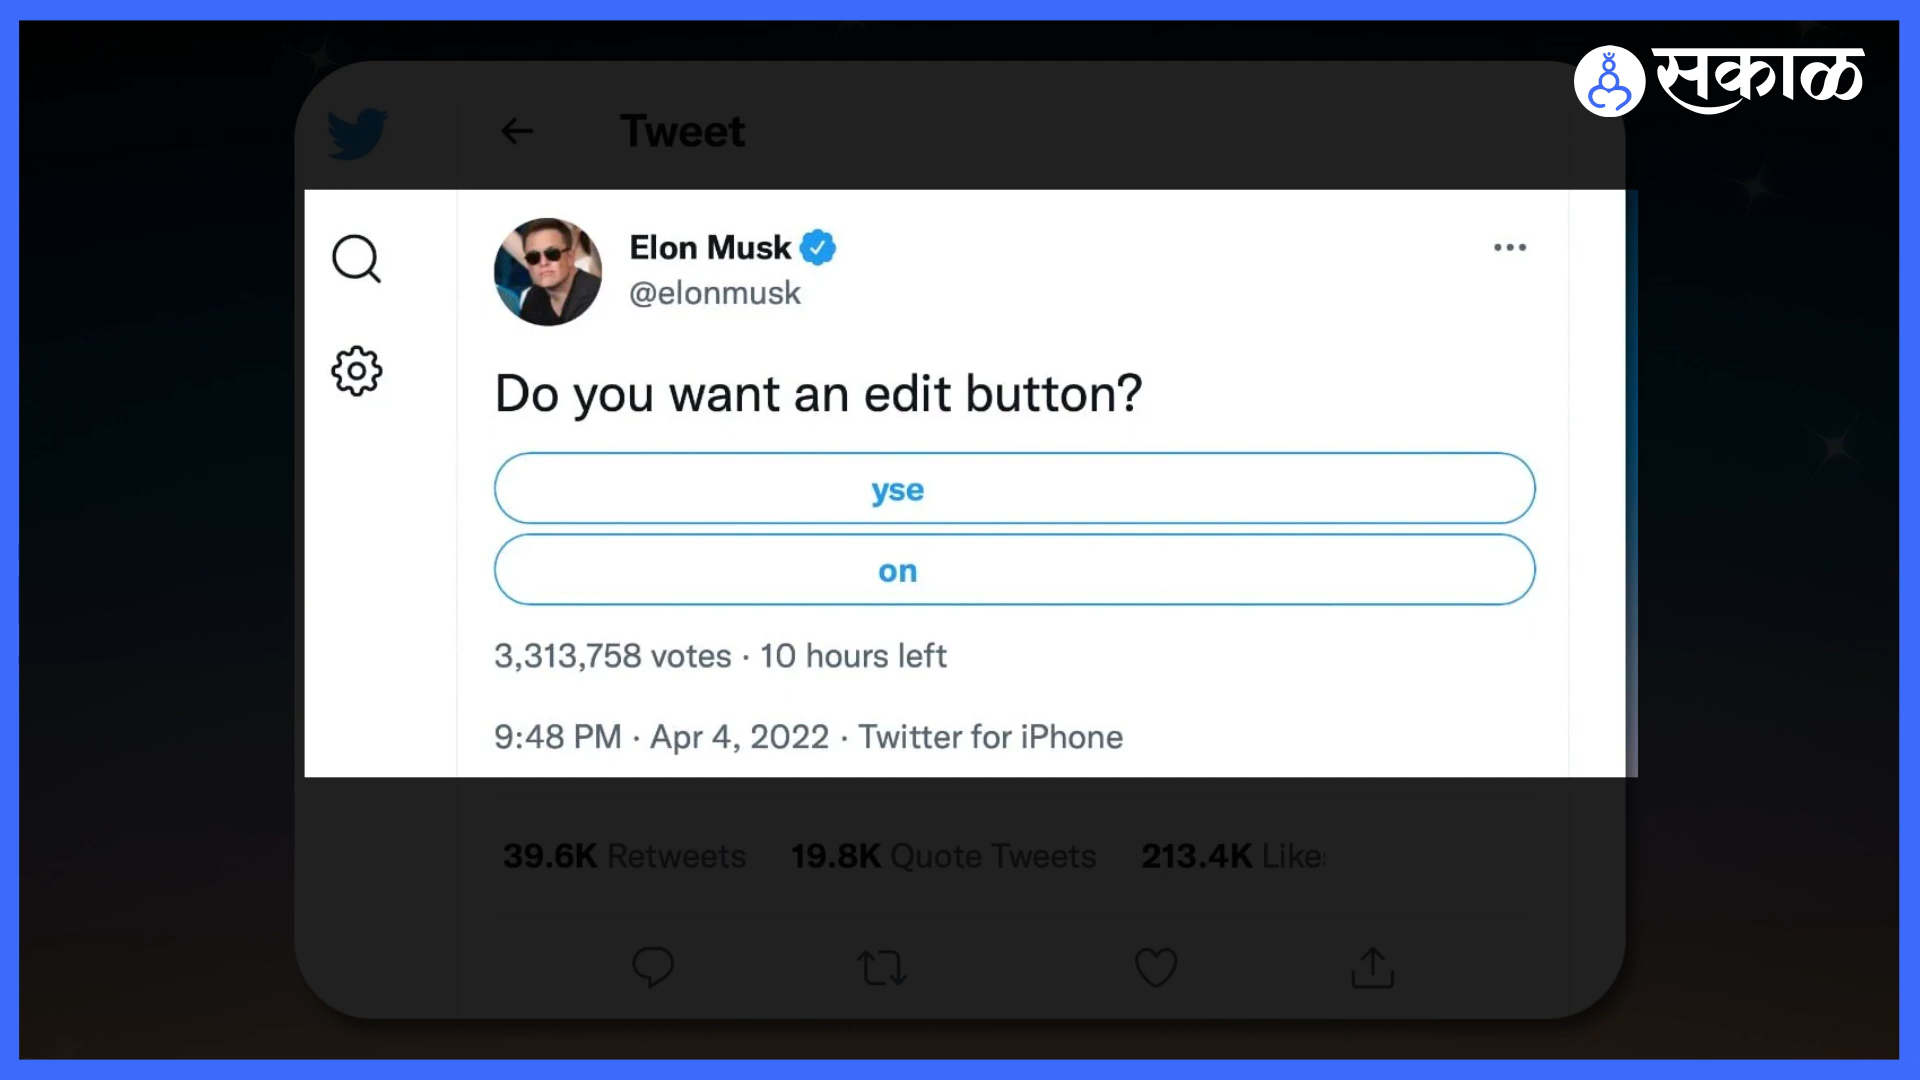 सकाळ
Tweet
Elon Musk
@elonmusk
Do you want an edit button?
yse
on
3,313,758 votes · 10 hours left
9:48 PM · Apr 4, 2022 · Twitter for iPhone
39.6K Retweets 19.8K Quote Tweets 213.4K Like